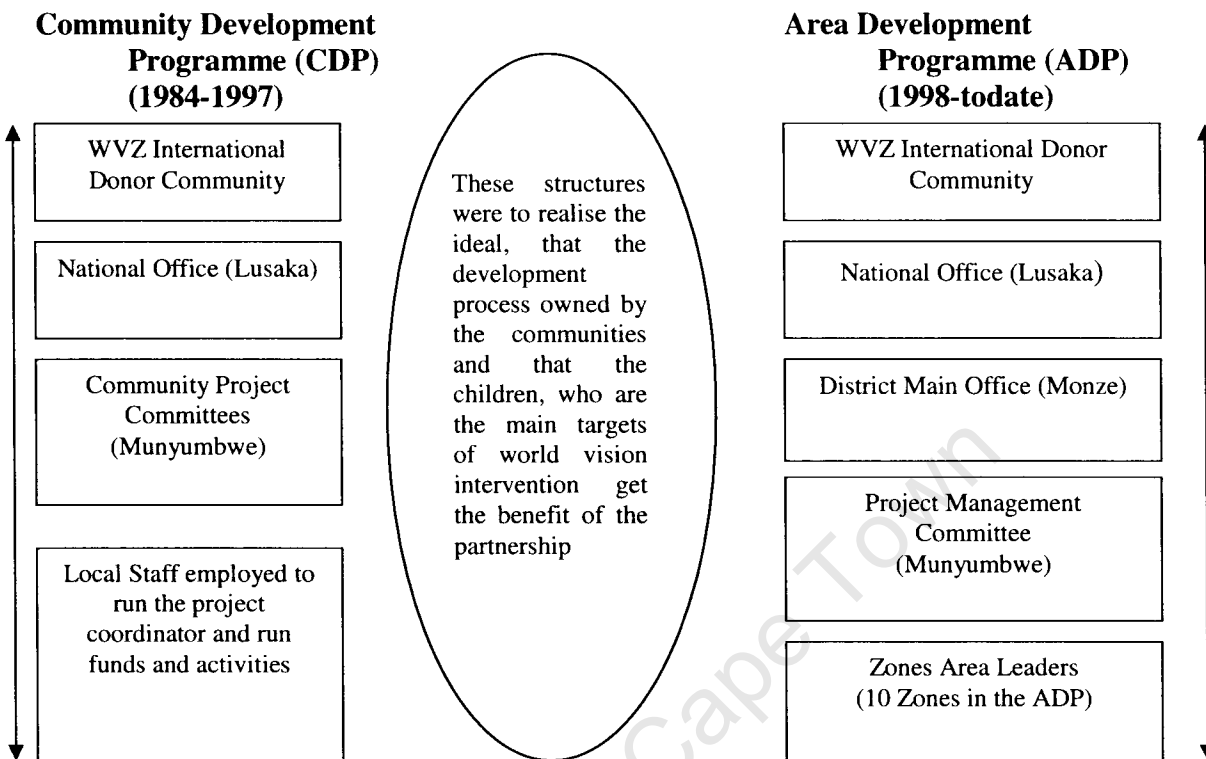 Community Development
Programme (CDP)
(1984-1997)
WVZ International
Donor Community
National Office (Lusaka)
Community Project
Committees
(Munyumbwe)
Local Staff employed to
run the project
coordinator and run
funds and activities
These structures
were to realise the
ideal, that the
development
process owned by
the communities
and that the
children, who are
the main targets
of world vision
intervention get
the benefit of the
partnership
Area Development
Programme (ADP)
(1998-todate)
WVZ International Donor
Community
National Office (Lusaka)
District Main Office (Monze)
Project Management
Committee
(Munyumbwe)
Zones Area Leaders
(10 Zones in the ADP)
Cape Town